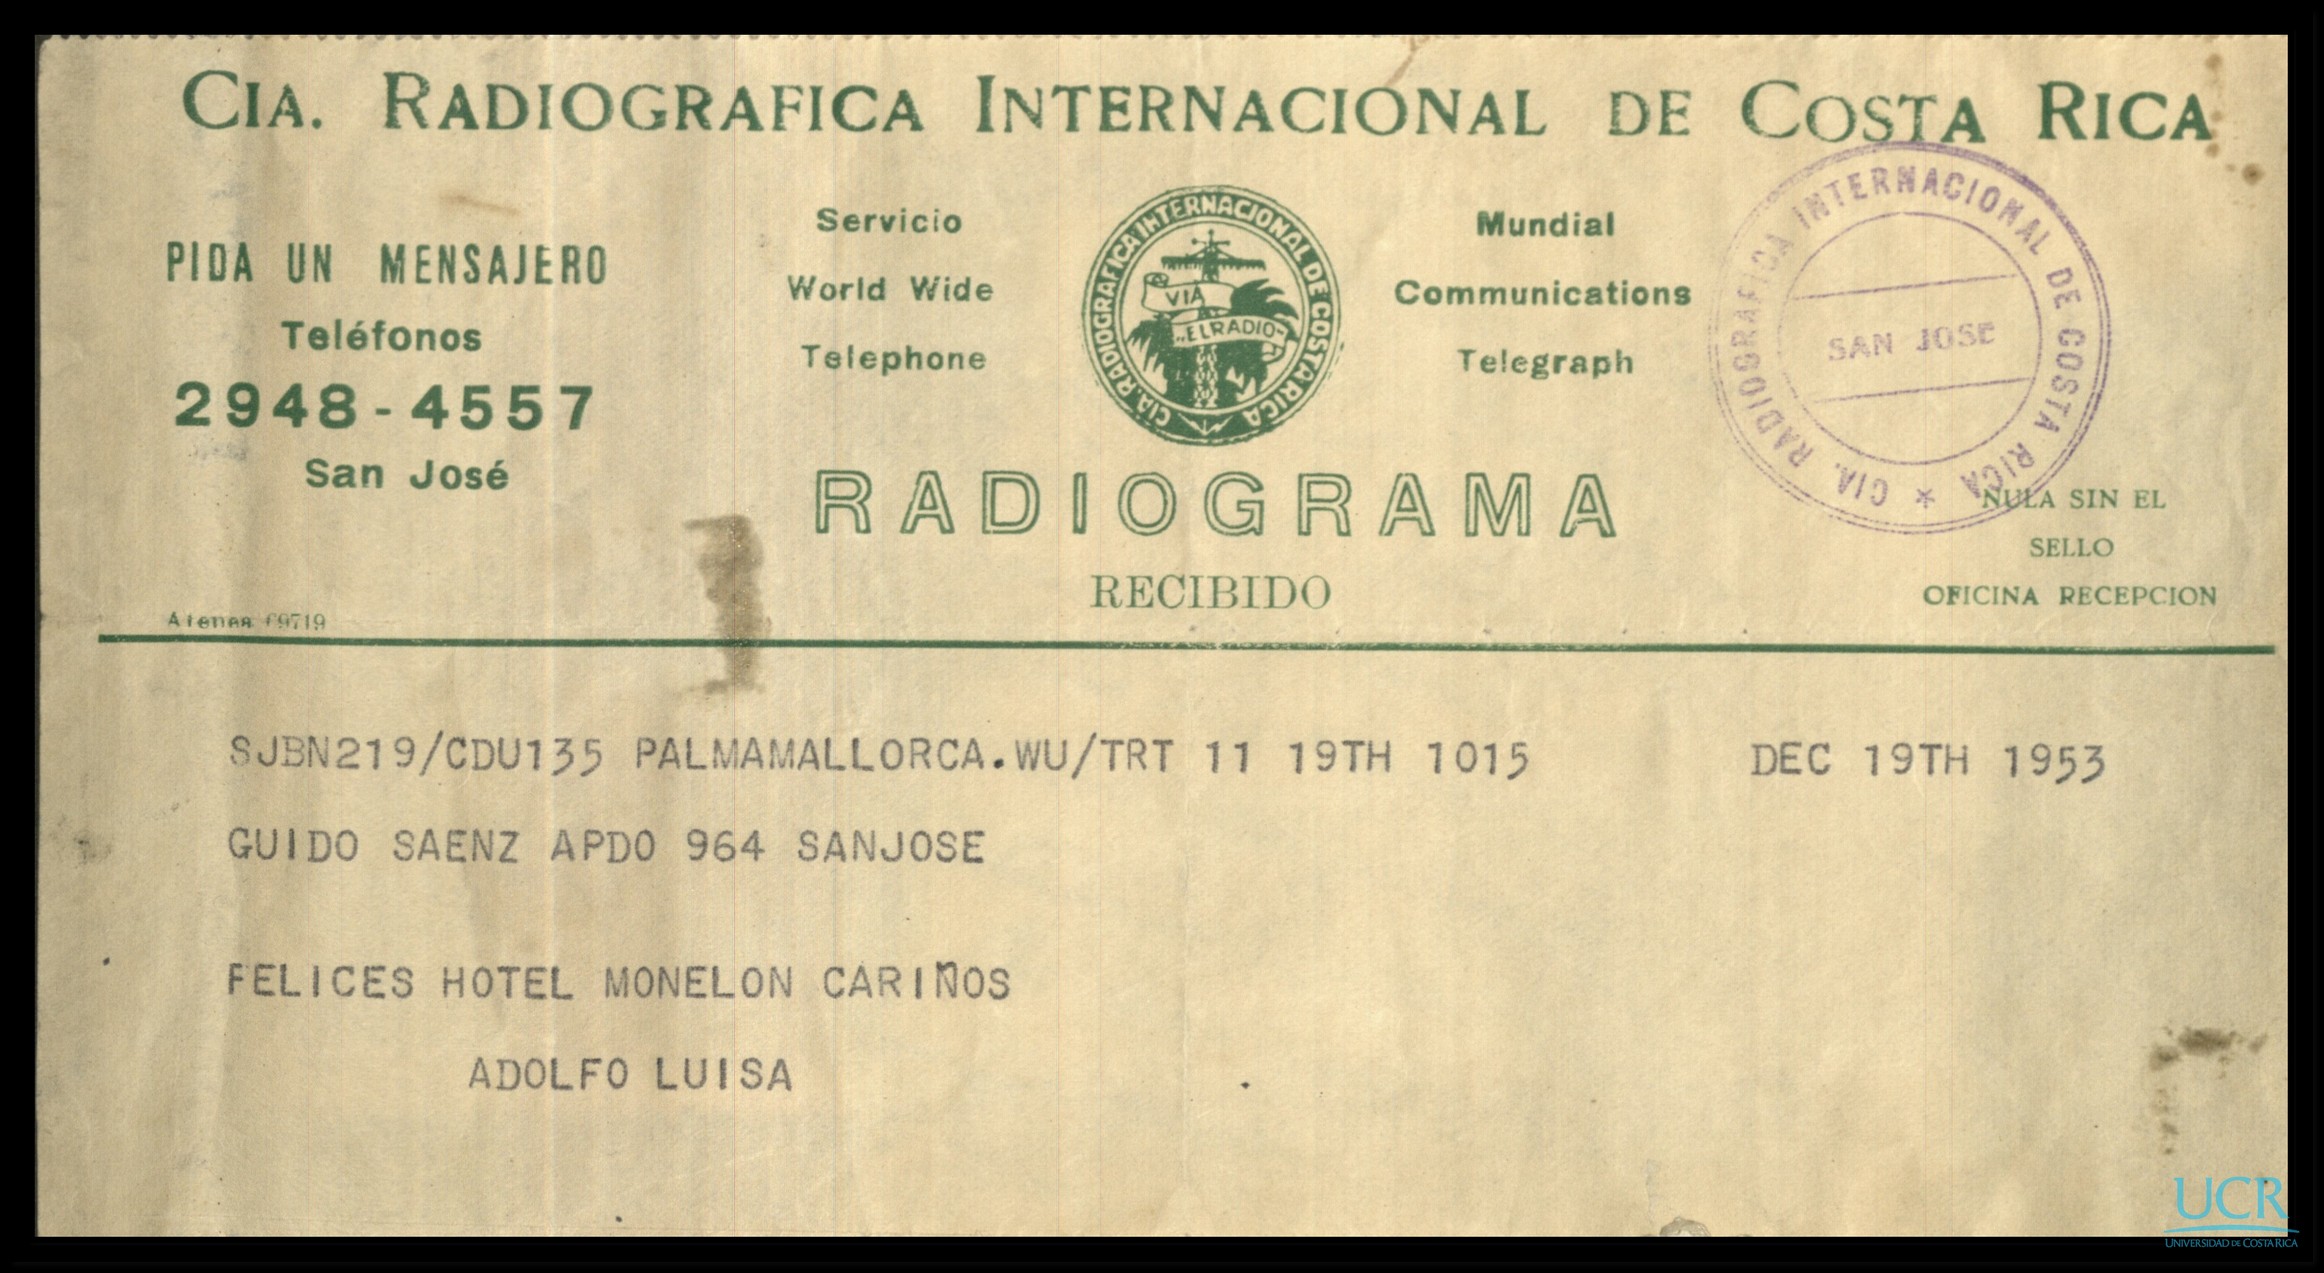 CIA. RADIOGRAFICA INTERNACIONAL DE COSTA RICA
PIDA UN MENSAJERO
Teléfonos
2948-4557
San José
Servicio
World Wide
Telephone
CIA. RADIOGRAFICA INTERNACIONAL DE COSTA RICA
VIA
"EL RADIO"
Mundial
Communications
Telegraph
CIA. RADIOGRAFICA INTERNACIONAL DE COSTA RICA
SAN JOSE
RADIOGRAMA
RECIBIDO
NULA SIN EL
SELLO
OFICINA RECEPCION
Atenea 69719
SJBN219/CDU135 PALMAMALLORCA.WU/TRT 11 19TH 1015 DEC 19TH 1953
GUIDO SAENZ APDO 964 SANJOSE
FELICES HOTEL MONELON CARIÑOS
ADOLFO LUISA
UCR
UNIVERSIDAD DE COSTA RICA